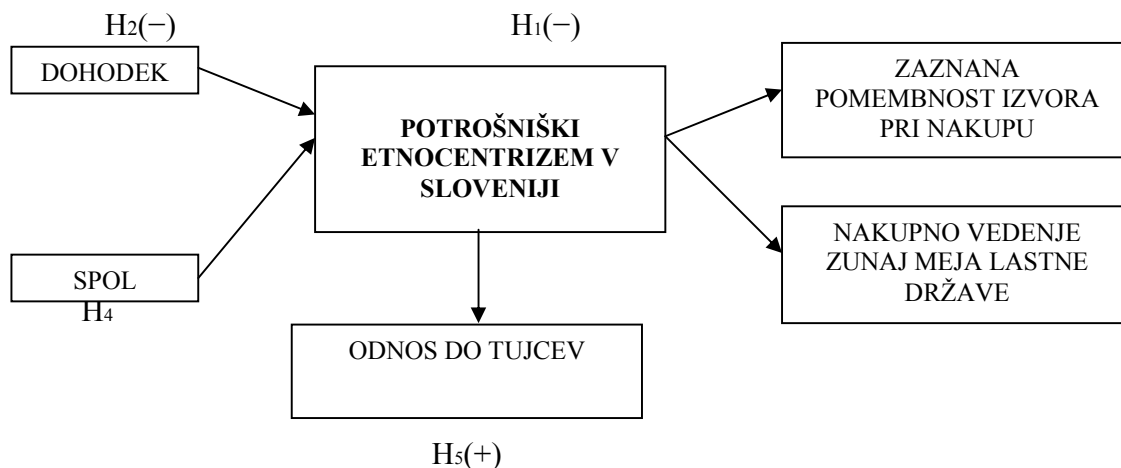 H₂(−)
H₁(−)
DOHODEK
ZAZNANA
POMEMBNOST IZVORA
PRI NAKUPU
POTROŠNIŠKI
ETNOCENTRIZEM V
SLOVENIJI
NAKUPNO VEDENJE
ZUNAJ MEJA LASTNE
DRŽAVE
SPOL
H₄
ODNOS DO TUJCEV
H₅(+)